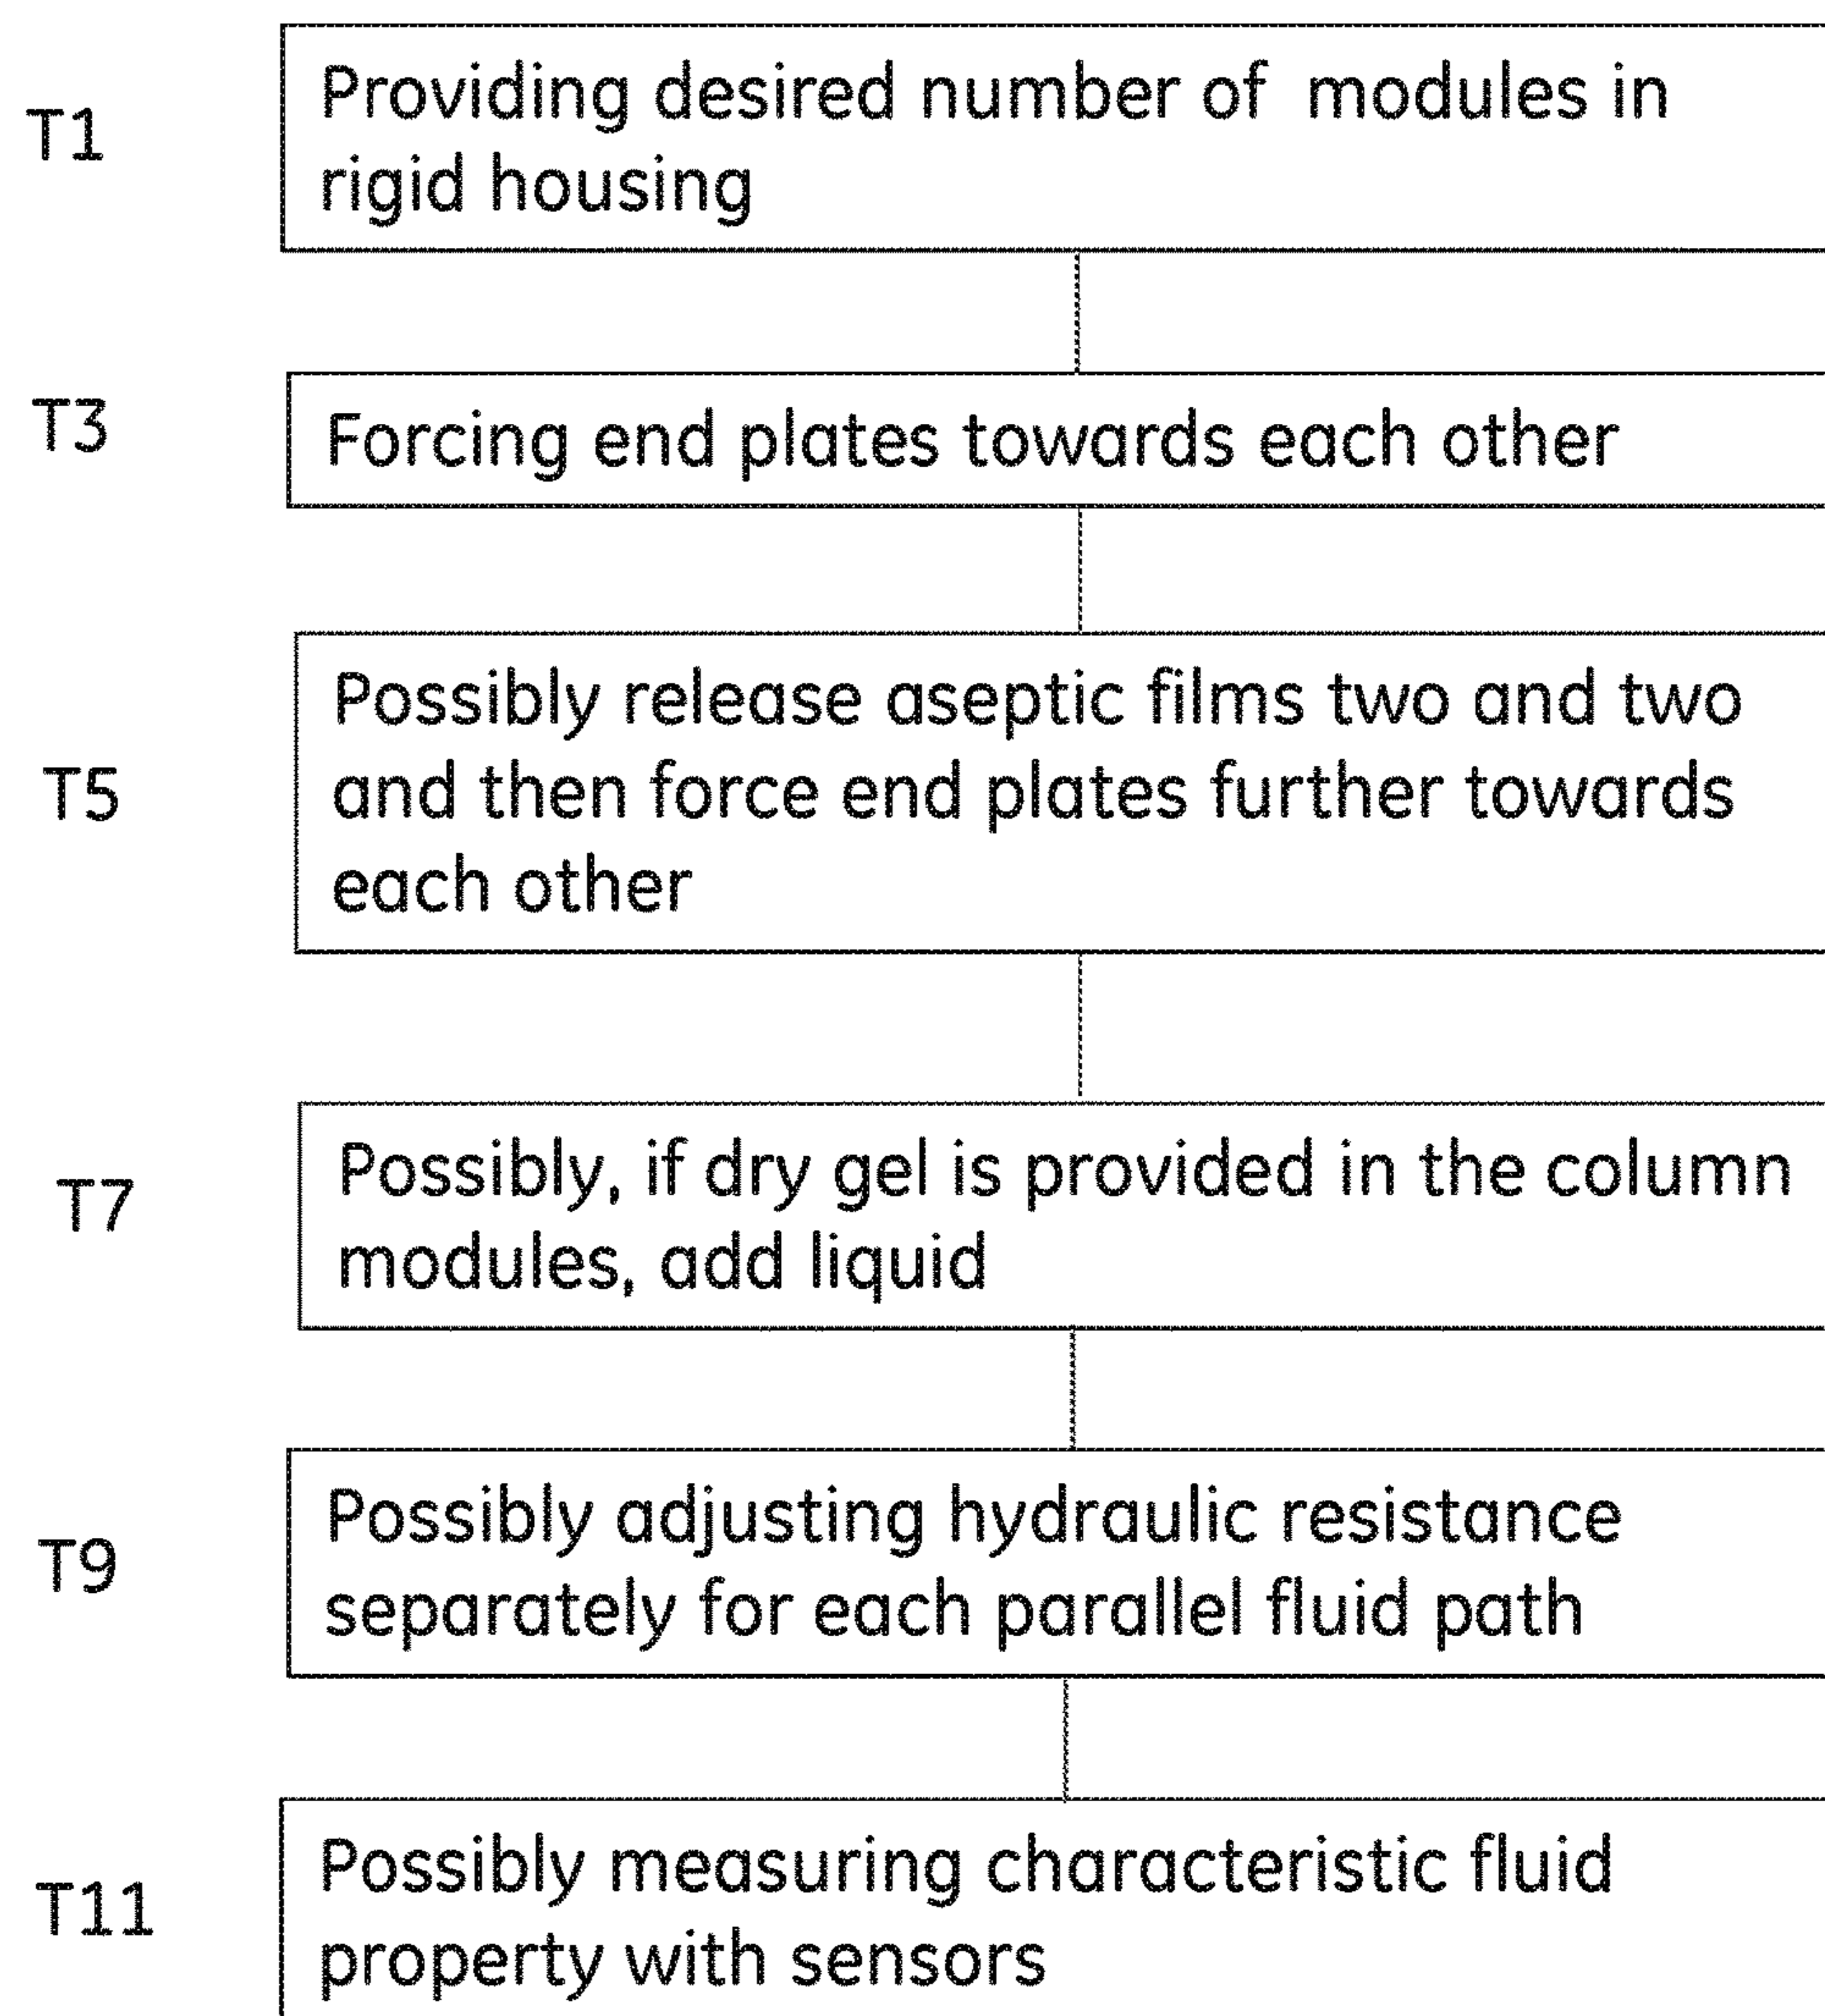 T1
Providing desired number of modules in
rigid housing
T3
Forcing end plates towards each other
T5
Possibly release aseptic films two and two
and then force end plates further towards
each other
T7
Possibly, if dry gel is provided in the column
modules, add liquid
T9
Possibly adjusting hydraulic resistance
separately for each parallel fluid path
T11
Possibly measuring characteristic fluid
property with sensors